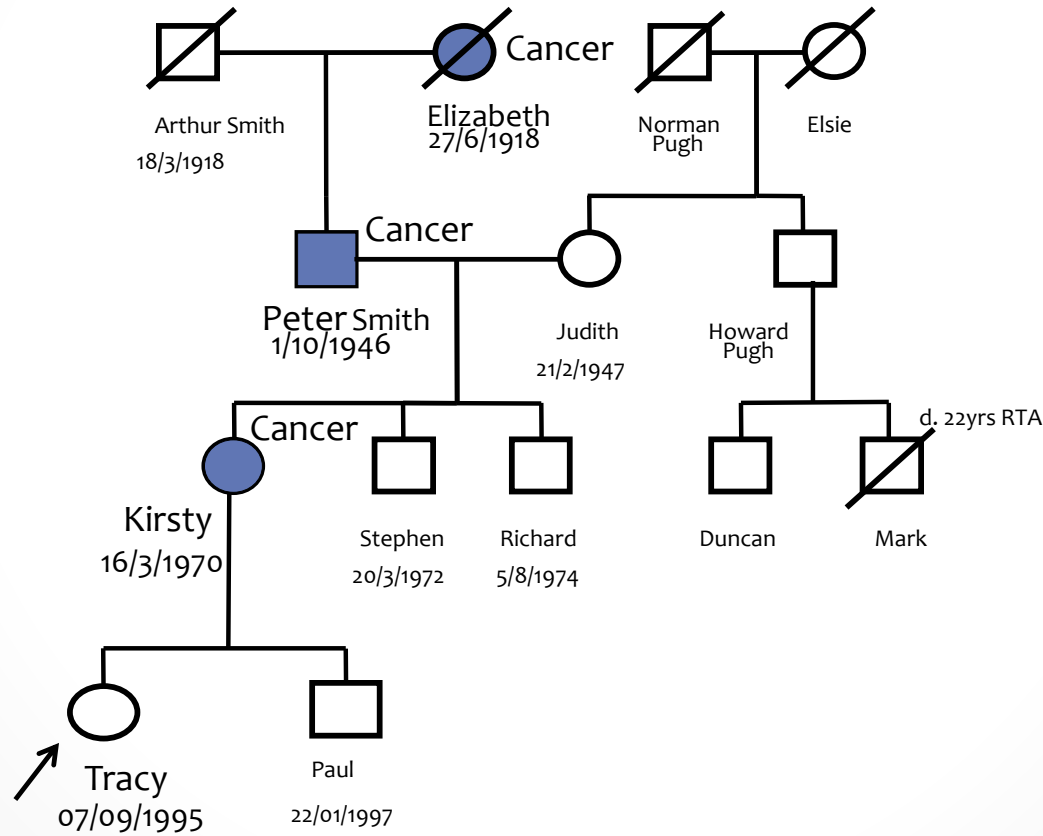 Cancer
Arthur Smith
18/3/1918
Elizabeth
27/6/1918
Norman
Pugh
Elsie
Cancer
Peter Smith
1/10/1946
Judith
21/2/1947
Howard
Pugh
Cancer
d. 22yrs RTA
Kirsty
16/3/1970
Stephen
20/3/1972
Richard
5/8/1974
Duncan
Mark
Tracy
07/09/1995
Paul
22/01/1997